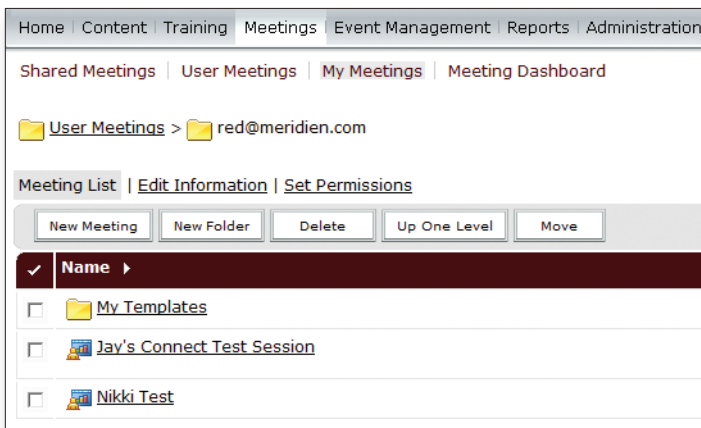 Home | Content | Training | Meetings | Event Management | Reports | Administration
Shared Meetings | User Meetings | My Meetings | Meeting Dashboard
User Meetings > red@meridien.com
Meeting List | Edit Information | Set Permissions
New Meeting New Folder Delete Up One Level Move
Name
My Templates
Jay's Connect Test Session
Nikki Test